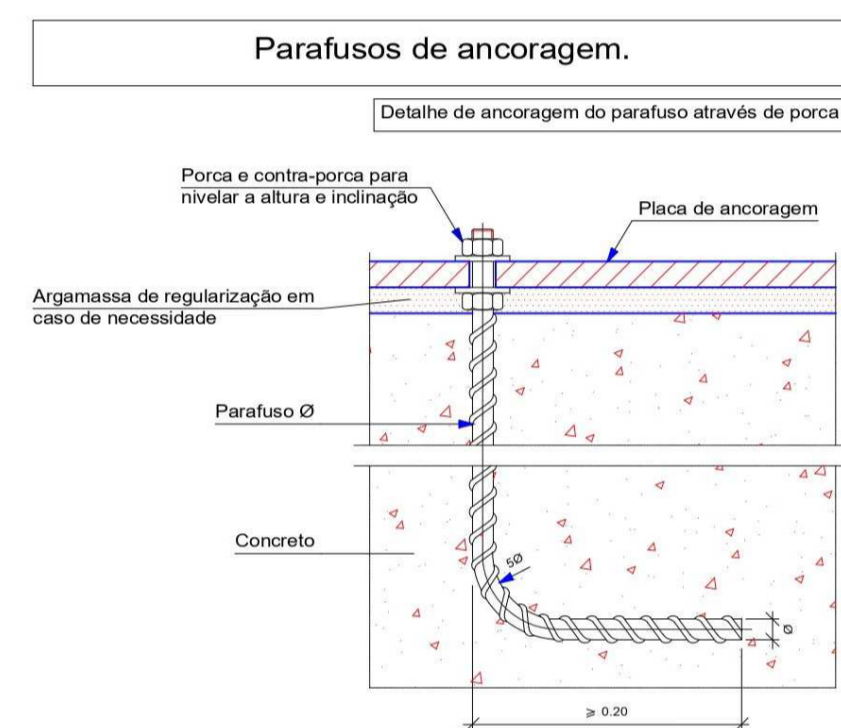 Parafusos de ancoragem.
Detalhe de ancoragem do parafuso através de porca
Porca e contra-porca para
nivelar a altura e inclinação
Placa de ancoragem
Argamassa de regularização em
caso de necessidade
Parafuso Ø
Concreto
5Ø
Ø
≥ 0.20